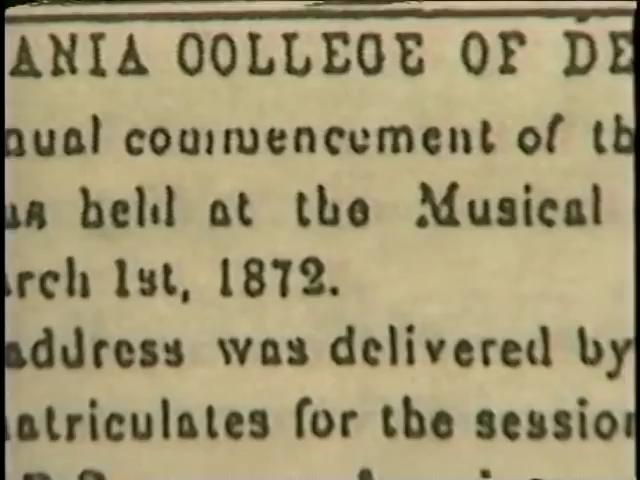 ANIA COLLEGE OF DE
nual commencement of th
as held at the Musical
arch 1st, 1872.
address was delivered by
atriculates for the session